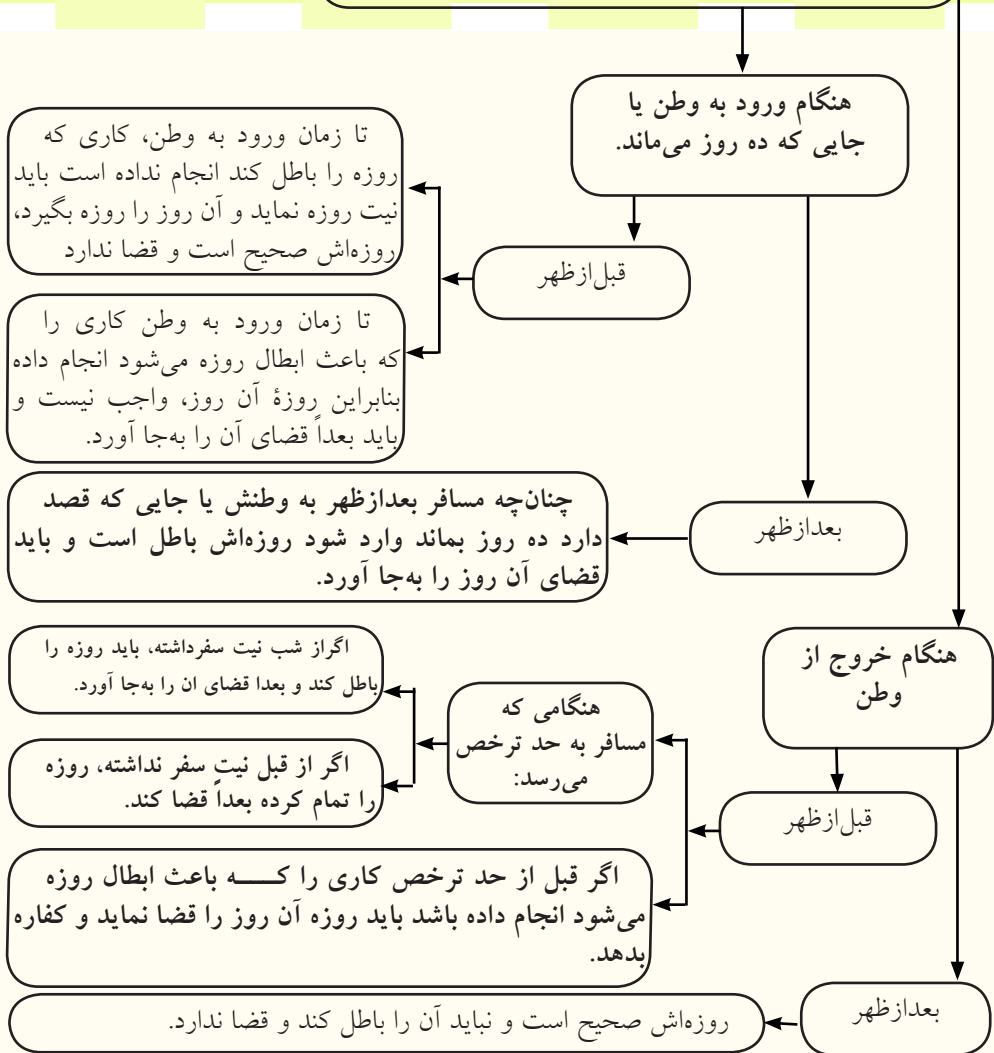 هنگام ورود به وطن یا
جایی که ده روز می‌ماند.
قبل‌ازظهر
تا زمان ورود به وطن، کاری که
روزه را باطل کند انجام نداده است باید
نیت روزه نماید و آن روز را روزه بگیرد،
روزه‌اش صحیح است و قضا ندارد
تا زمان ورود به وطن کاری را
که باعث ابطال روزه می‌شود انجام داده
بنابراین روزهٔ آن روز، واجب نیست و
باید بعداً قضای آن را به‌جا آورد.
بعدازظهر
چنان‌چه مسافر بعدازظهر به وطنش یا جایی که قصد
دارد ده روز بماند وارد شود روزه‌اش باطل است و باید
قضای آن روز را به‌جا آورد.
هنگام خروج از
وطن
قبل‌ازظهر
هنگامی که
مسافر به حد ترخص
می‌رسد:
اگراز شب نیت سفرداشته، باید روزه را
باطل کند و بعدا قضای ان را به‌جا آورد.
اگر از قبل نیت سفر نداشته، روزه
را تمام کرده بعداً قضا کند.
اگر قبل از حد ترخص کاری را کـــه باعث ابطال روزه
می‌شود انجام داده باشد باید روزه آن روز را قضا نماید و کفاره
بدهد.
بعدازظهر
روزه‌اش صحیح است و نباید آن را باطل کند و قضا ندارد.